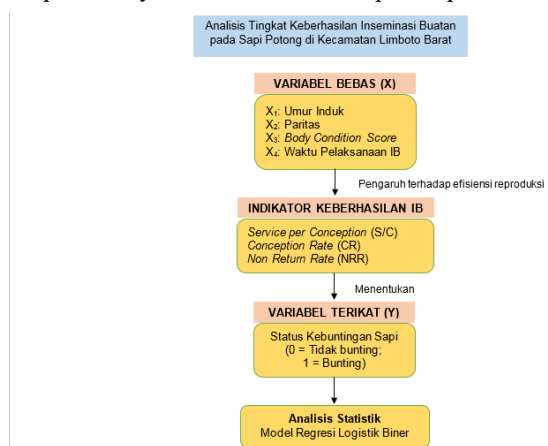 Analisis Tingkat Keberhasilan Inseminasi Buatan
pada Sapi Potong di Kecamatan Limboto Barat
VARIABEL BEBAS (X)
X₁: Umur Induk
X₂: Paritas
X₃: Body Condition Score
X₄: Waktu Pelaksanaan IB
Pengaruh terhadap efisiensi reproduksi
INDIKATOR KEBERHASILAN IB
Service per Conception (S/C)
Conception Rate (CR)
Non Return Rate (NRR)
Menentukan
VARIABEL TERIKAT (Y)
Status Kebuntingan Sapi
(0 = Tidak bunting;
1 = Bunting)
Analisis Statistik
Model Regresi Logistik Biner